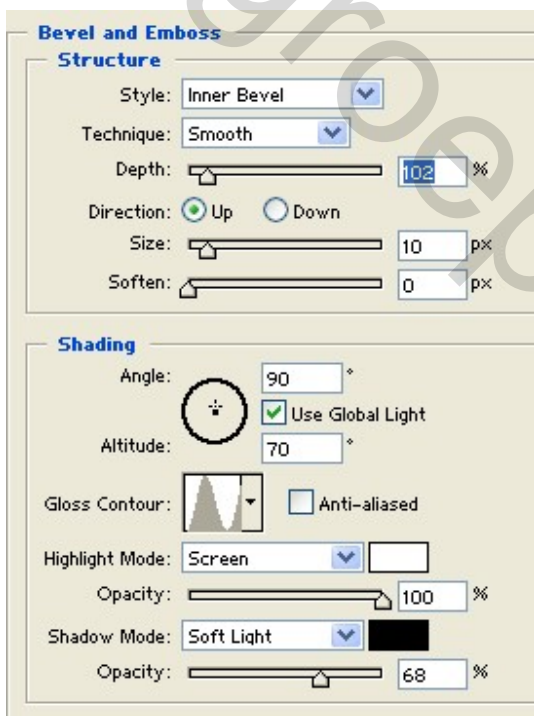 Bevel and Emboss
Structure
Style: Inner Bevel
Technique: Smooth
Depth: 102 %
Direction: Up Down
Size: 10 px
Soften: 0 px
Shading
Angle: 90 °
Use Global Light
Altitude: 70 °
Gloss Contour: Anti-aliased
Highlight Mode: Screen
Opacity: 100 %
Shadow Mode: Soft Light
Opacity: 68 %
groep